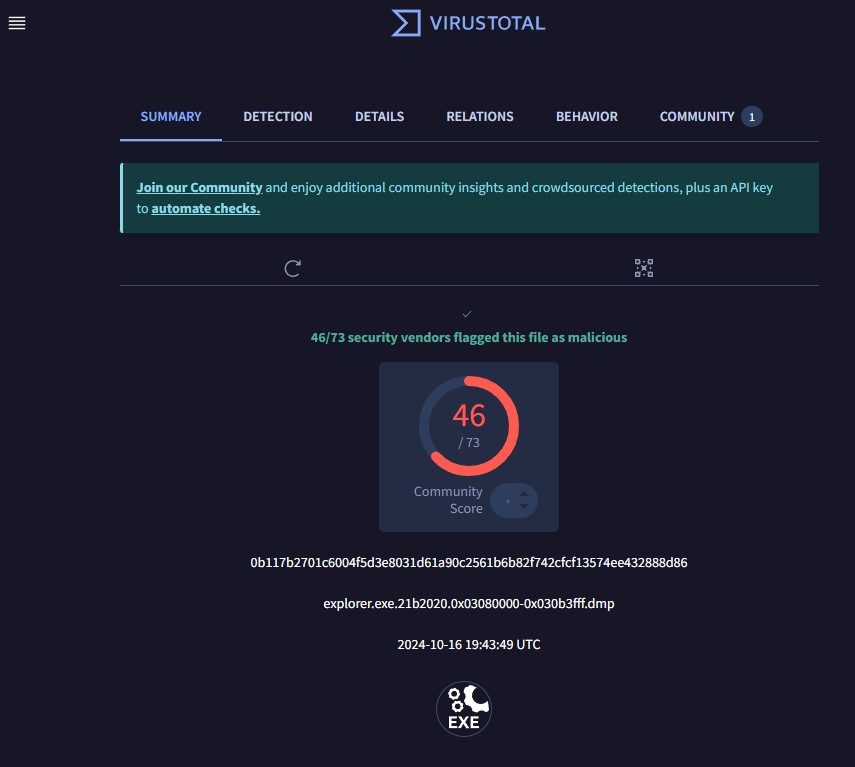 VIRUSTOTAL
SUMMARY DETECTION DETAILS RELATIONS BEHAVIOR COMMUNITY 1
Join our Community and enjoy additional community insights and crowdsourced detections, plus an API key
to automate checks.
46/73 security vendors flagged this file as malicious
46
/ 73
Community
Score
0b117b2701c6004f5d3e8031d61a90c2561b6b82f742cfcf13574ee432888d86
explorer.exe.21b2020.0x03080000-0x030b3fff.dmp
2024-10-16 19:43:49 UTC
EXE